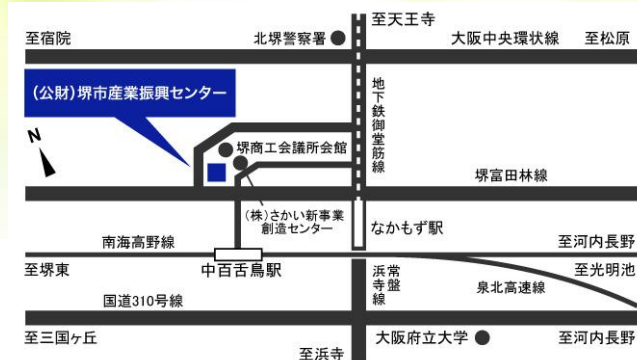 至天王寺
至宿院
北堺警察署
大阪中央環状線
至松原
(公財)堺市産業振興センター
地下鉄御堂筋線
N
堺商工会議所会館
堺富田林線
(株)さかい新事業
創造センター
なかもず駅
南海高野線
至河内長野
至堺東
中百舌鳥駅
至光明池
常盤
浜寺線
泉北高速線
国道310号線
至三国ヶ丘
大阪府立大学
至河内長野
至浜寺